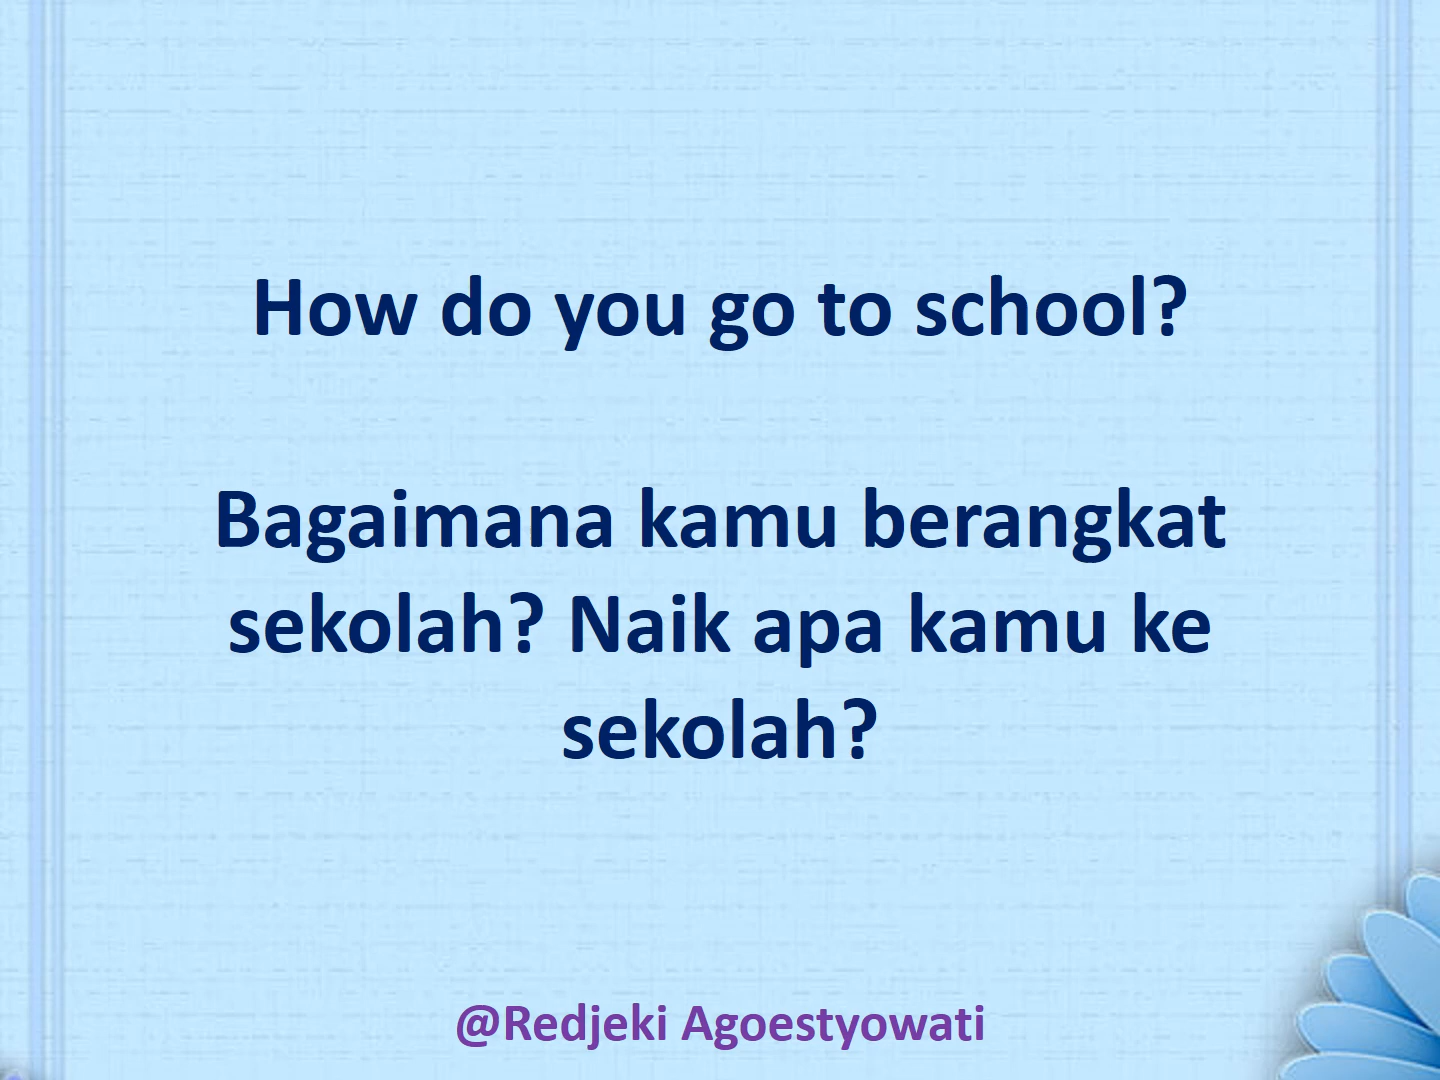 How do you go to school?
Bagaimana kamu berangkat
sekolah? Naik apa kamu ke
sekolah?
@Redjeki Agoestyowati